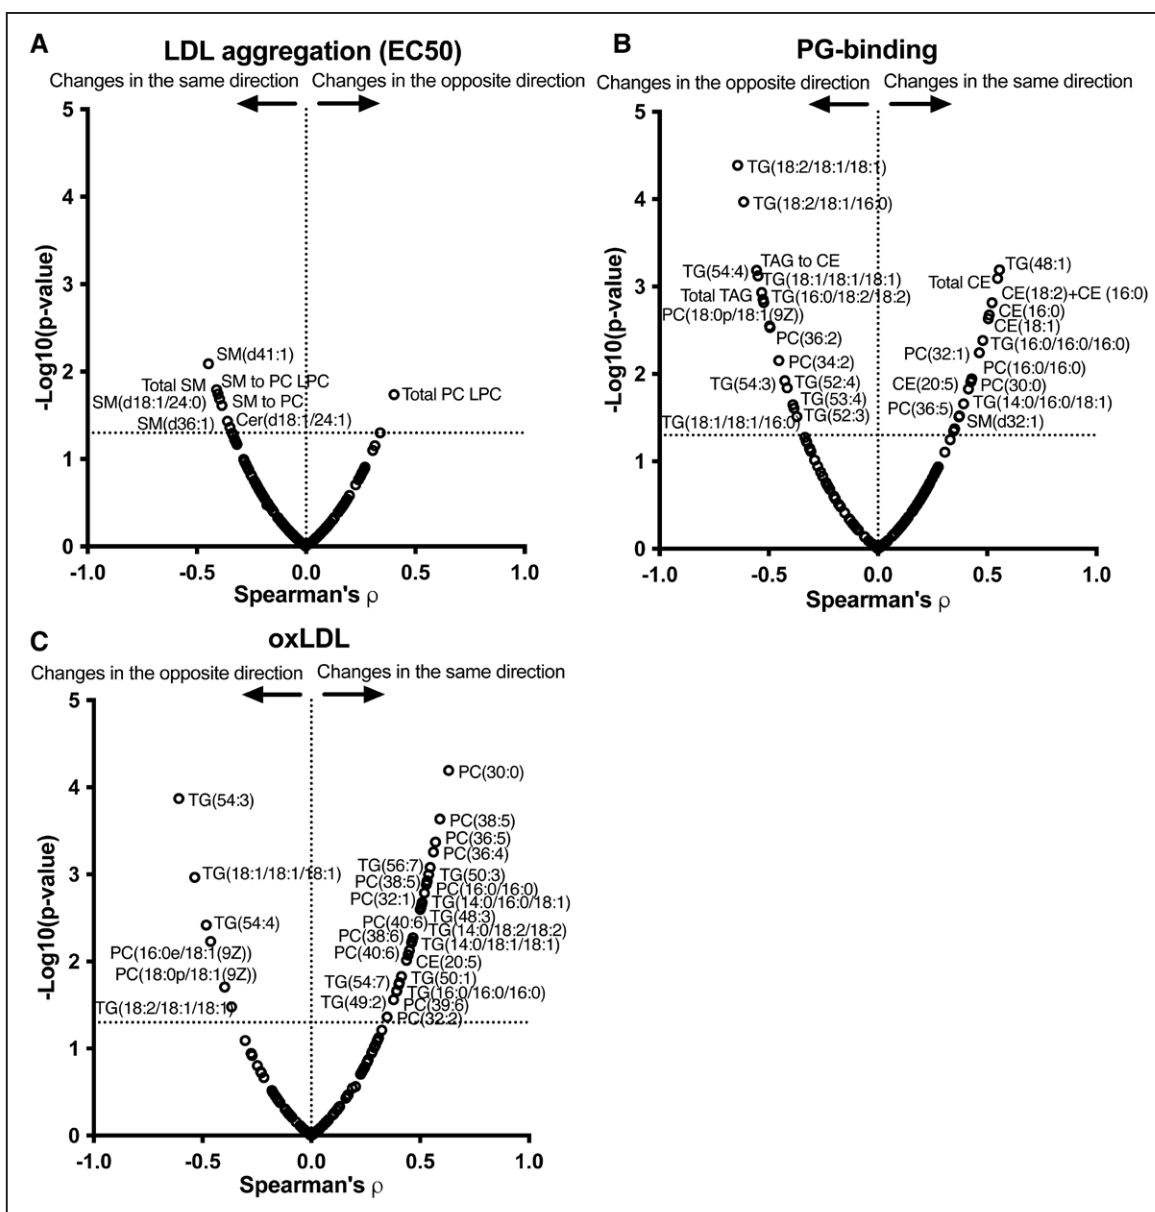 A
LDL aggregation (EC50)
Changes in the same direction
Changes in the opposite direction
5
4
3
2
1
0
-Log10(p-value)
SM(d41:1)
Total SM
SM to PC LPC
SM(d18:1/24:0)
SM to PC
SM(d36:1)
Cer(d18:1/24:1)
Total PC LPC
-1.0
-0.5
0.0
0.5
1.0
Spearman's ρ
B
PG-binding
Changes in the opposite direction
Changes in the same direction
5
4
3
2
1
0
-Log10(p-value)
TG(18:2/18:1/18:1)
TG(18:2/18:1/16:0)
TAG to CE
TG(54:4)
TG(18:1/18:1/18:1)
Total TAG
TG(16:0/18:2/18:2)
PC(18:0p/18:1(9Z))
PC(36:2)
PC(34:2)
TG(54:3)
TG(52:4)
TG(53:4)
TG(18:1/18:1/16:0)
TG(52:3)
TG(48:1)
Total CE
CE(18:2)+CE (16:0)
CE(16:0)
CE(18:1)
TG(16:0/16:0/16:0)
PC(32:1)
PC(16:0/16:0)
CE(20:5)
PC(30:0)
TG(14:0/16:0/18:1)
PC(36:5)
SM(d32:1)
-1.0
-0.5
0.0
0.5
1.0
Spearman's ρ
C
oxLDL
Changes in the opposite direction
Changes in the same direction
5
4
3
2
1
0
-Log10(p-value)
TG(54:3)
TG(18:1/18:1/18:1)
TG(54:4)
PC(16:0e/18:1(9Z))
PC(18:0p/18:1(9Z))
TG(18:2/18:1/18:1)
PC(30:0)
PC(38:5)
PC(36:5)
PC(36:4)
TG(56:7)
TG(50:3)
PC(38:5)
PC(16:0/16:0)
PC(32:1)
TG(14:0/16:0/18:1)
TG(48:3)
PC(40:6)
TG(14:0/18:2/18:2)
PC(38:6)
TG(14:0/18:1/18:1)
PC(40:6)
CE(20:5)
TG(54:7)
TG(50:1)
TG(16:0/16:0/16:0)
TG(49:2)
PC(39:6)
PC(32:2)
-1.0
-0.5
0.0
0.5
1.0
Spearman's ρ